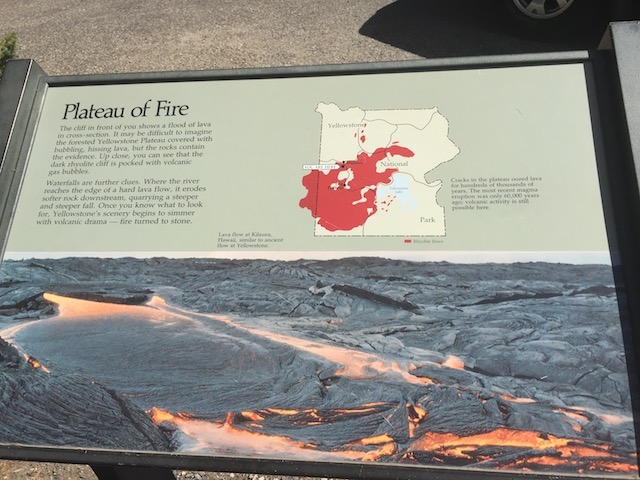 Plateau of Fire
The cliff in front of you shows a flood of lava
in cross-section. It may be difficult to imagine
the forested Yellowstone Plateau covered with
bubbling, hissing lava, but the rocks contain
the evidence. Up close, you can see that the
dark rhyolite cliff is pocked with volcanic
gas bubbles.
Waterfalls are further clues. Where the river
reaches the edge of a hard lava flow, it erodes
softer rock downstream, quarrying a steeper
and steeper fall. Once you know what to look
for, Yellowstone's scenery begins to simmer
with volcanic drama — fire turned to stone.
Lava flow at Kilauea,
Hawaii, similar to ancient
flow at Yellowstone.
Yellowstone
YOU ARE HERE
National
Yellowstone
Lake
Park
Rhyolite flows
Cracks in the plateau oozed lava
for hundreds of thousands of
years. The most recent magma
eruption was only 60,000 years
ago; volcanic activity is still
possible here.